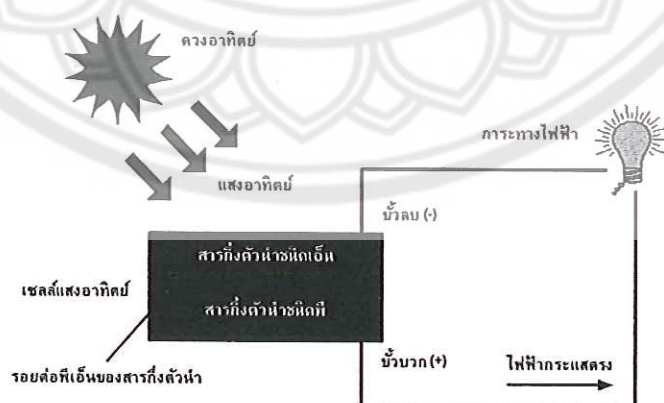 ดวงอาทิตย์
ภาระทางไฟฟ้า
แสงอาทิตย์
ขั้วลบ (-)
สารกึ่งตัวนำชนิดเอ็น
เซลล์แสงอาทิตย์
สารกึ่งตัวนำชนิดพี
ขั้วบวก (+)
ไฟฟ้ากระแสตรง
รอยต่อพีเอ็นของสารกึ่งตัวนำ